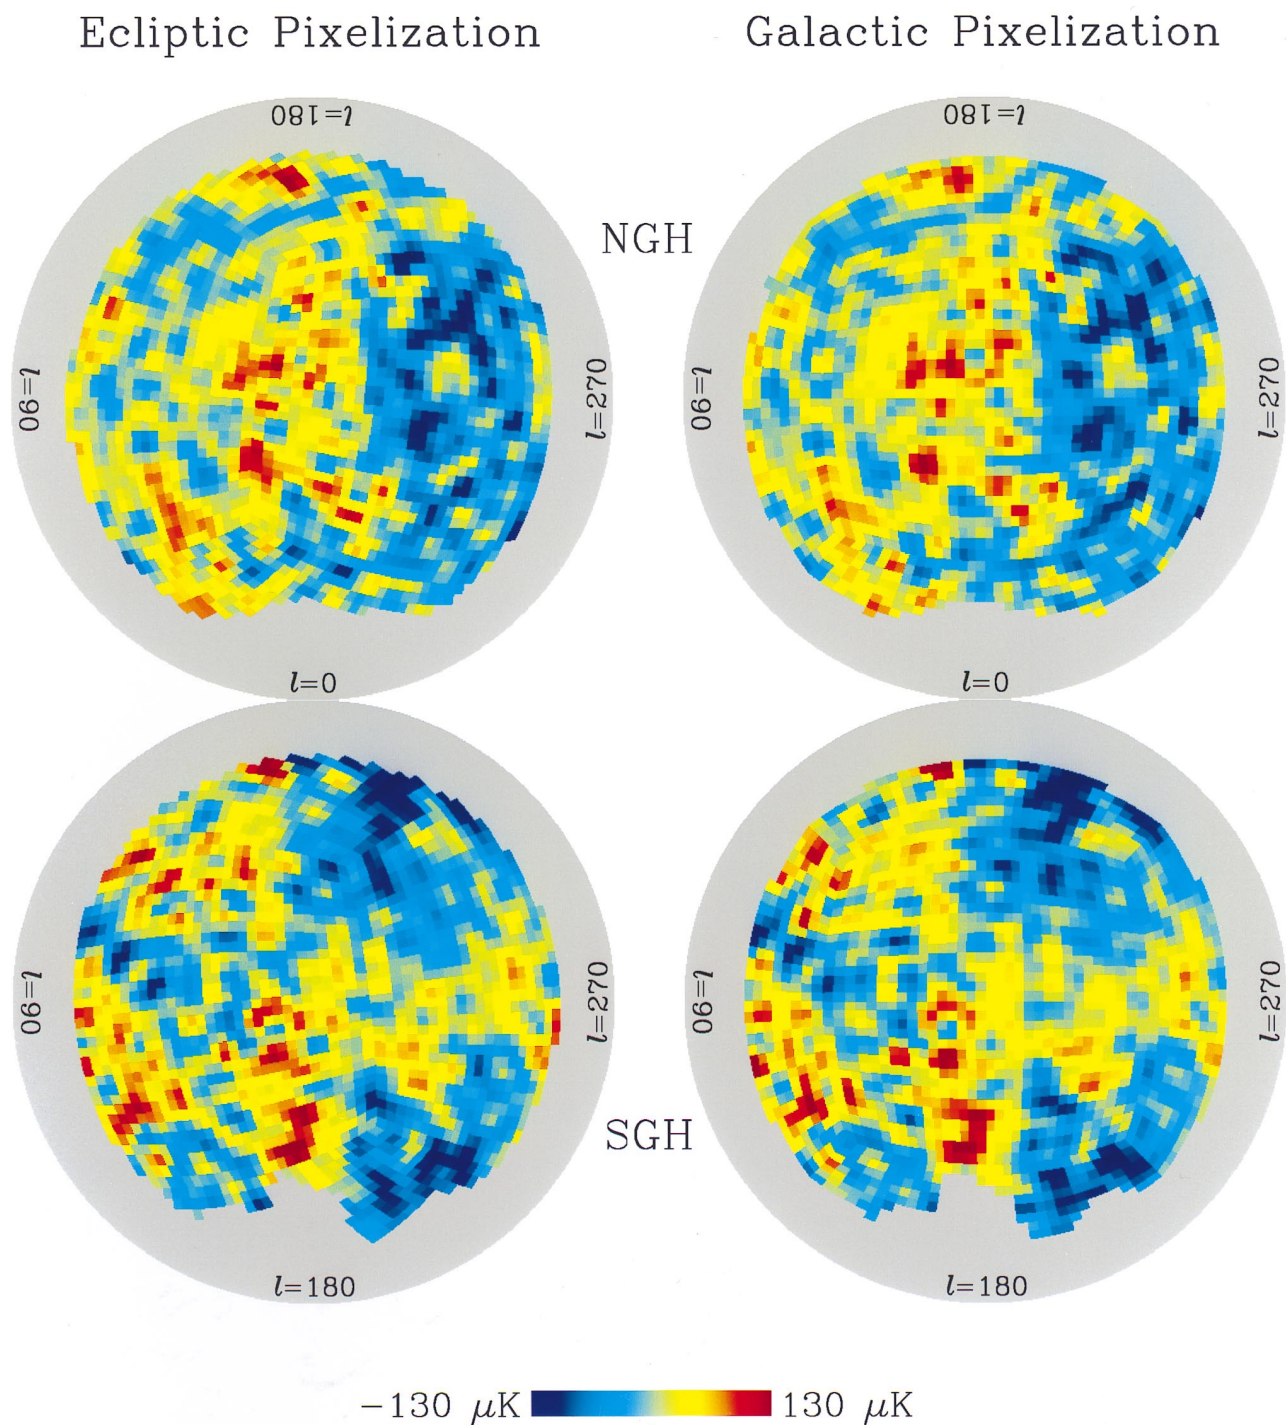 Ecliptic Pixelization Galactic Pixelization
l=180 l=180
NGH
l=90 l=270 l=90 l=270
l=0 l=0
l=90 l=270 l=90 l=270
SGH
l=180 l=180
−130 μK 130 μK